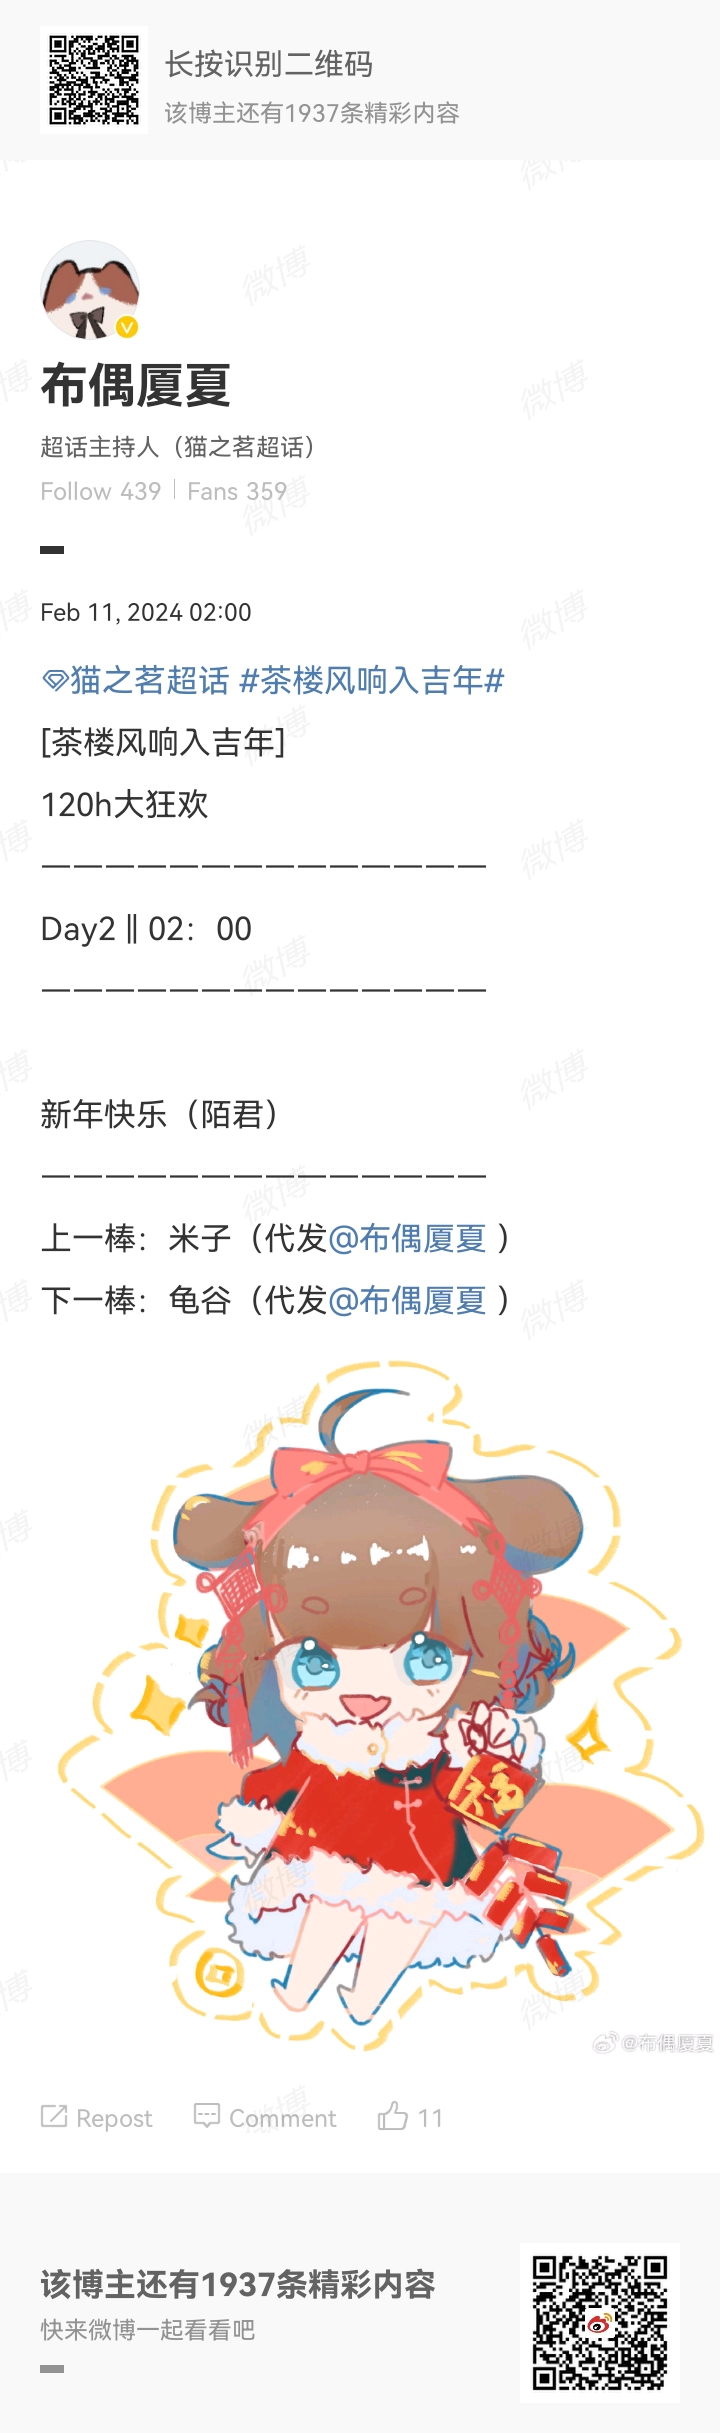 长按识别二维码
该博主还有1937条精彩内容
布偶厦夏
超话主持人（猫之茗超话）
Follow 439 | Fans 359
Feb 11, 2024 02:00
猫之茗超话 #茶楼风响入吉年#
[茶楼风响入吉年]
120h大狂欢
——————————————
Day2 || 02：00
——————————————
新年快乐（陌君）
——————————————
上一棒：米子（代发@布偶厦夏 ）
下一棒：龟谷（代发@布偶厦夏 ）
福
@布偶厦夏
Repost Comment 11
该博主还有1937条精彩内容
快来微博一起看看吧
微博